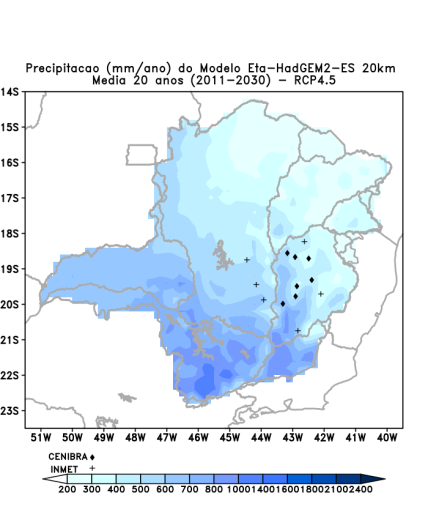 Precipitacao (mm/ano) do Modelo Eta-HadGEM2-ES 20km
Media 20 anos (2011-2030) - RCP4.5
14S
15S
16S
17S
18S
19S
20S
21S
22S
23S
51W 50W 49W 48W 47W 46W 45W 44W 43W 42W 41W 40W
CENIBRA
INMET
200 300 400 500 600 700 800 1000 1400 1600 1800 2100 2400